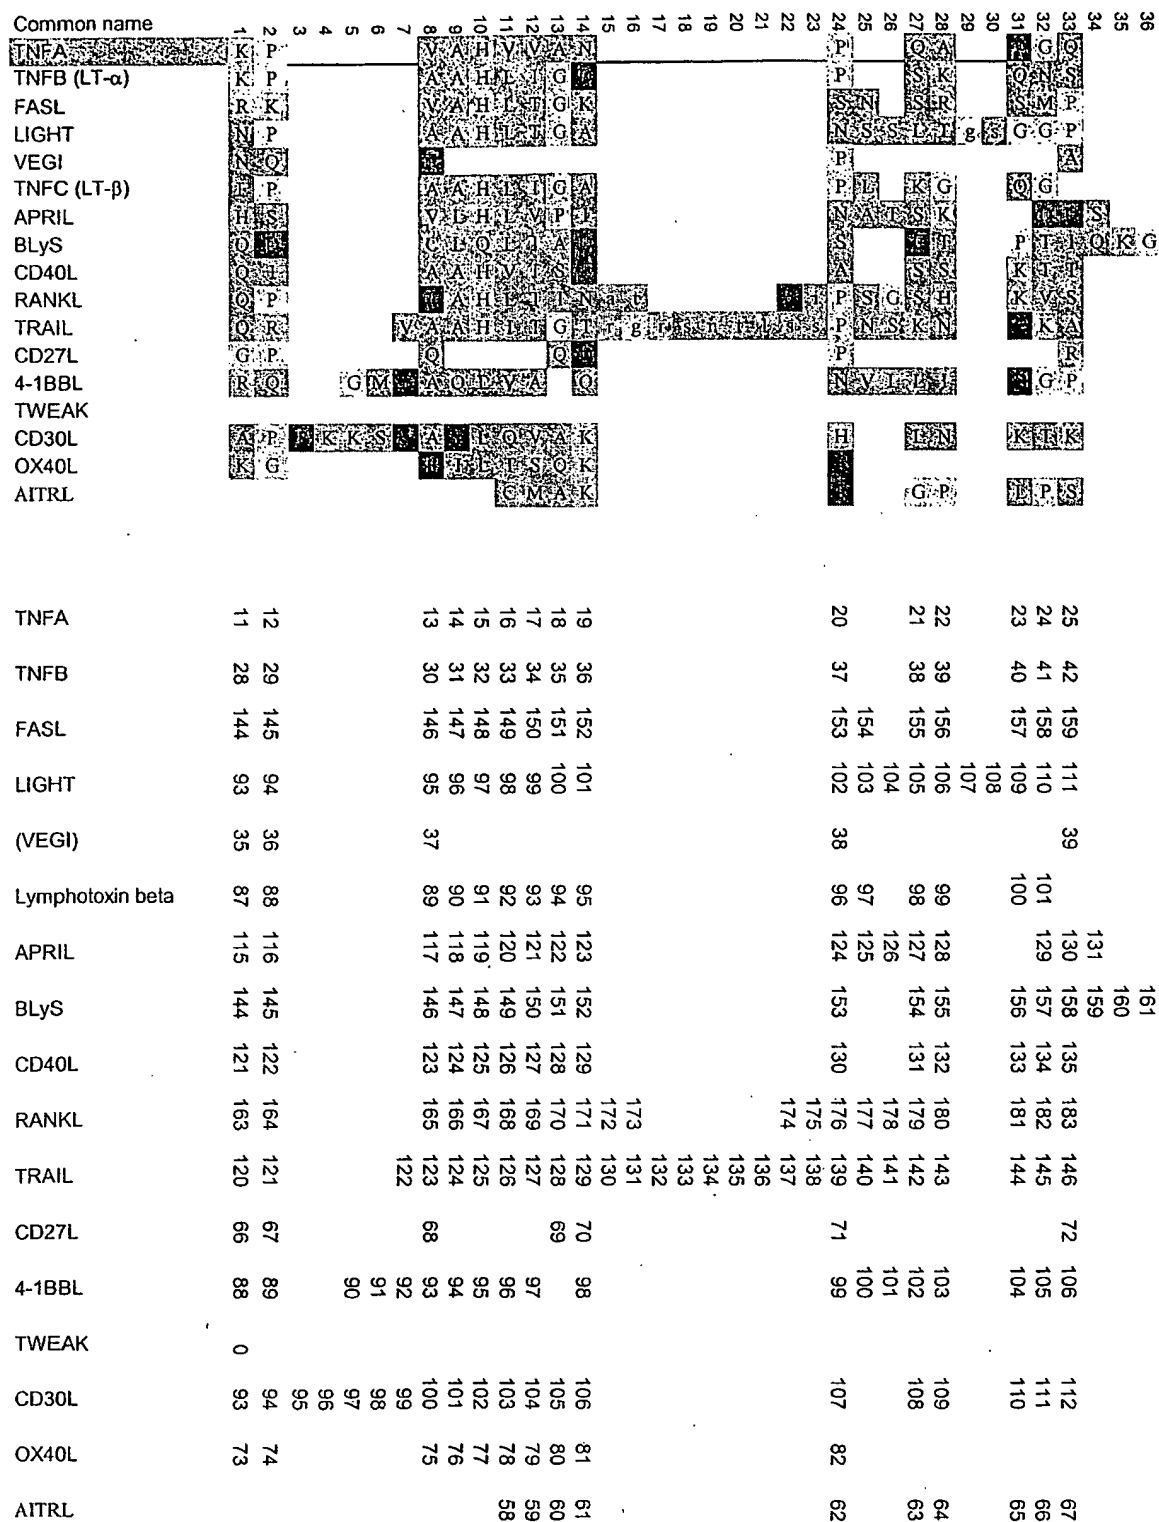 Common name 1 2 3 5 6 7 8 9 10 11 12 13 14 15 16 17 18 19 20 21 22 23 24 25 26 27 28 29 30 31 32 33 34 35 36
TNFA K P V A H V V A N P Q A G Q
TNFB (LT-α) K P A A H L T G P S K Q N S
FASL R K V A H L T G K S N S R S M P
LIGHT N P A A H L T G A N S S L T g S G G P
VEGI N Q P A
TNFC (LT-β) P A A H L I G A P L K G Q G
APRIL H S V L H L V P I N A T S K S
BLyS Q C L Q L I A S T P T I Q K G
CD40L Q I A A H V I S A S S K T T
RANKL Q P A H L T I N a t P S G S H K V S
TRAIL Q R V A A H L T G T r g r s n t l s s P N S K N K A
CD27L G P Q Q P R
4-1BBL R Q G M A Q L V A Q N V L L I G P
TWEAK
CD30L A P K K S A L Q V A K H L N K T K
OX40L K G I L T S Q K
AITRL C M A K G P L P S
TNFA 11 12 13 14 15 16 17 18 19 20 21 22 23 24 25
TNFB 28 29 30 31 32 33 34 35 36 37 38 39 40 41 42
FASL 144 145 146 147 148 149 150 151 152 153 154 155 156 157 158 159
LIGHT 93 94 95 96 97 98 99 100 101 102 103 104 105 106 107 108 109 110 111
(VEGI) 35 36 37 38 39
Lymphotoxin beta 87 88 89 90 91 92 93 94 95 96 97 98 99 100 101
APRIL 115 116 117 118 119 120 121 122 123 124 125 126 127 128 129 130 131
BLyS 144 145 146 147 148 149 150 151 152 153 154 155 156 157 158 159 160 161
CD40L 121 122 123 124 125 126 127 128 129 130 131 132 133 134 135
RANKL 163 164 165 166 167 168 169 170 171 172 173 174 175 176 177 178 179 180 181 182 183
TRAIL 120 121 122 123 124 125 126 127 128 129 130 131 132 133 134 135 136 137 138 139 140 141 142 143 144 145 146
CD27L 66 67 68 69 70 71 72
4-1BBL 88 89 90 91 92 93 94 95 96 97 98 99 100 101 102 103 104 105 106
TWEAK 0
CD30L 93 94 95 96 97 98 99 100 101 102 103 104 105 106 107 108 109 110 111 112
OX40L 73 74 75 76 77 78 79 80 81 82
AITRL 58 59 60 61 62 63 64 65 66 67